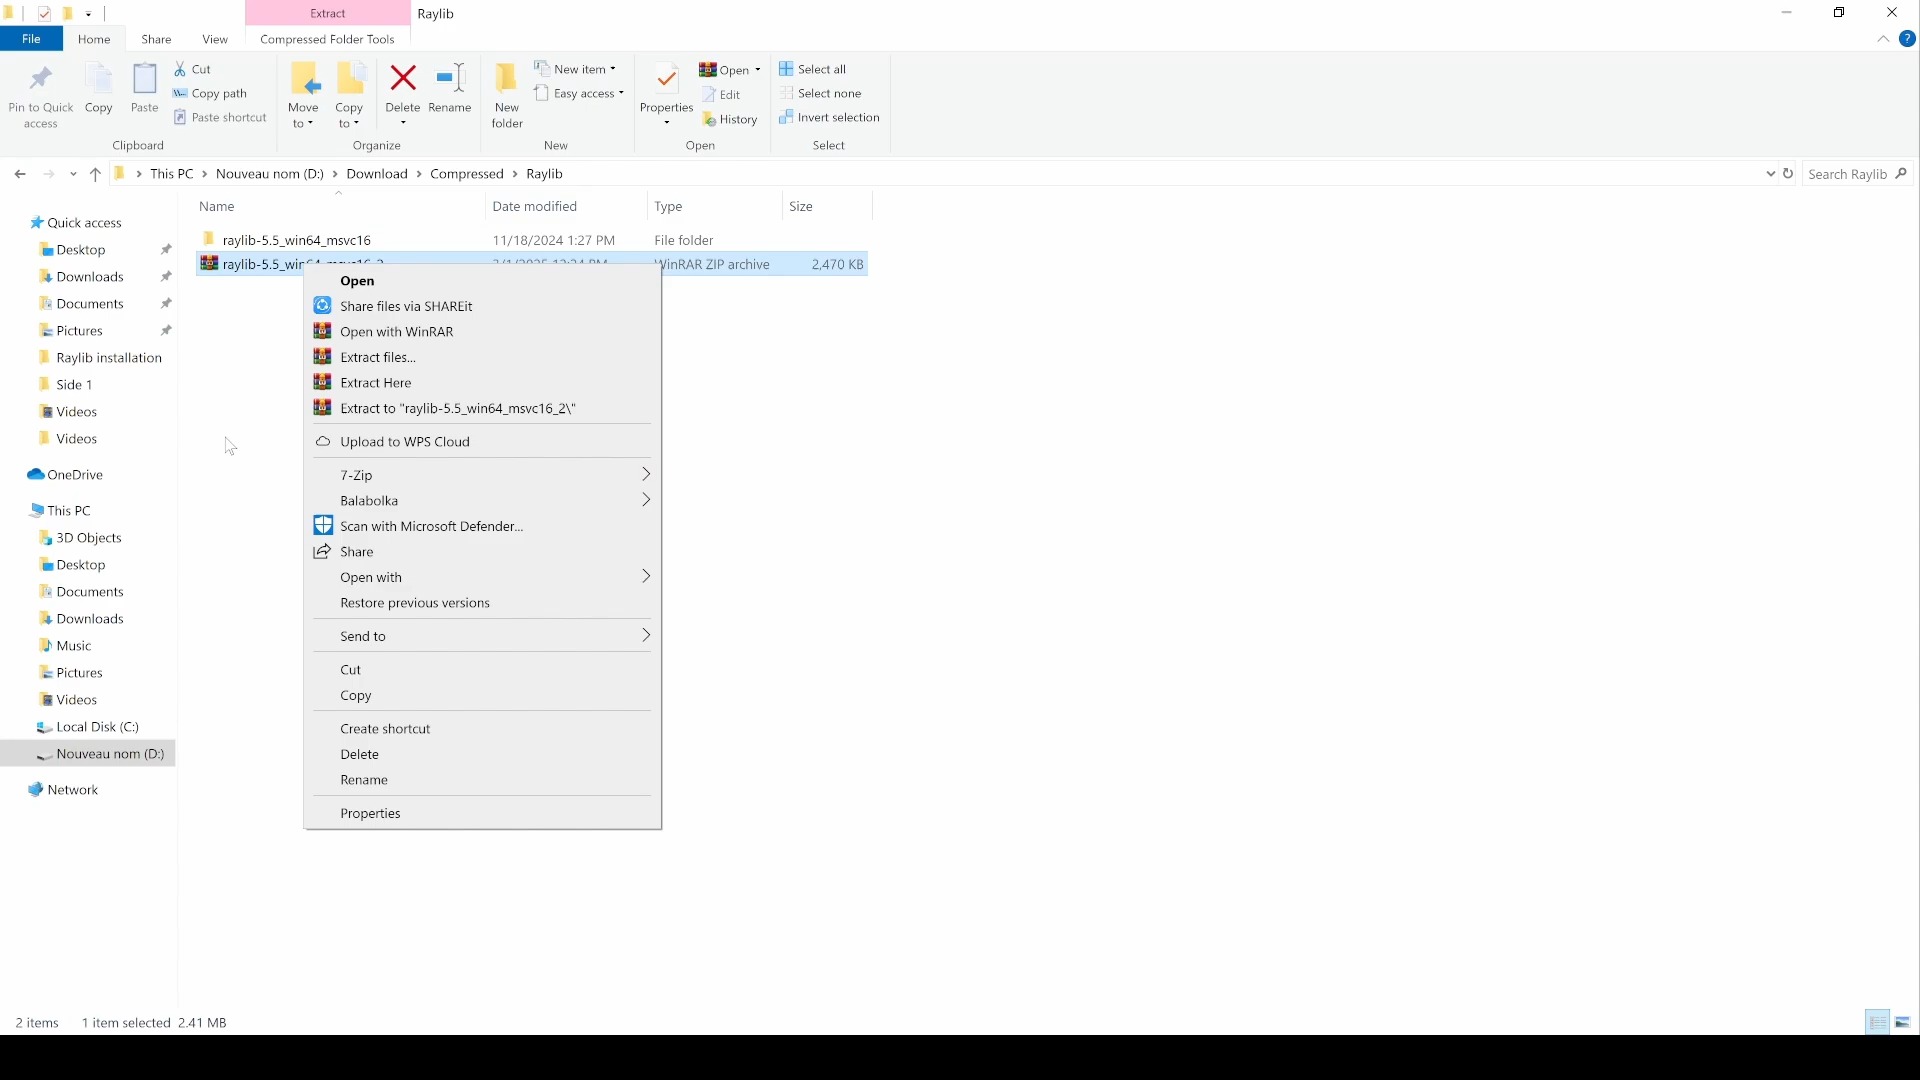 Extract Raylib
File Home Share View Compressed Folder Tools
Pin to Quick access
Copy
Paste
Cut
Copy path
Paste shortcut
Clipboard
Move to
Copy to
Delete
Rename
Organize
New folder
New item
Easy access
New
Properties
Open
Edit
History
Open
Select all
Select none
Invert selection
Select
This PC > Nouveau nom (D:) > Download > Compressed > Raylib
Search Raylib
Name Date modified Type Size
raylib-5.5_win64_msvc16 11/18/2024 1:27 PM File folder
WinRAR ZIP archive 2,470 KB
Quick access
Desktop
Downloads
Documents
Pictures
Raylib installation
Side 1
Videos
Videos
OneDrive
This PC
3D Objects
Desktop
Documents
Downloads
Music
Pictures
Videos
Local Disk (C:)
Nouveau nom (D:)
Network
Open
Share files via SHAREit
Open with WinRAR
Extract files...
Extract Here
Extract to "raylib-5.5_win64_msvc16_2\"
Upload to WPS Cloud
7-Zip
Balabolka
Scan with Microsoft Defender...
Share
Open with
Restore previous versions
Send to
Cut
Copy
Create shortcut
Delete
Rename
Properties
2 items 1 item selected 2.41 MB